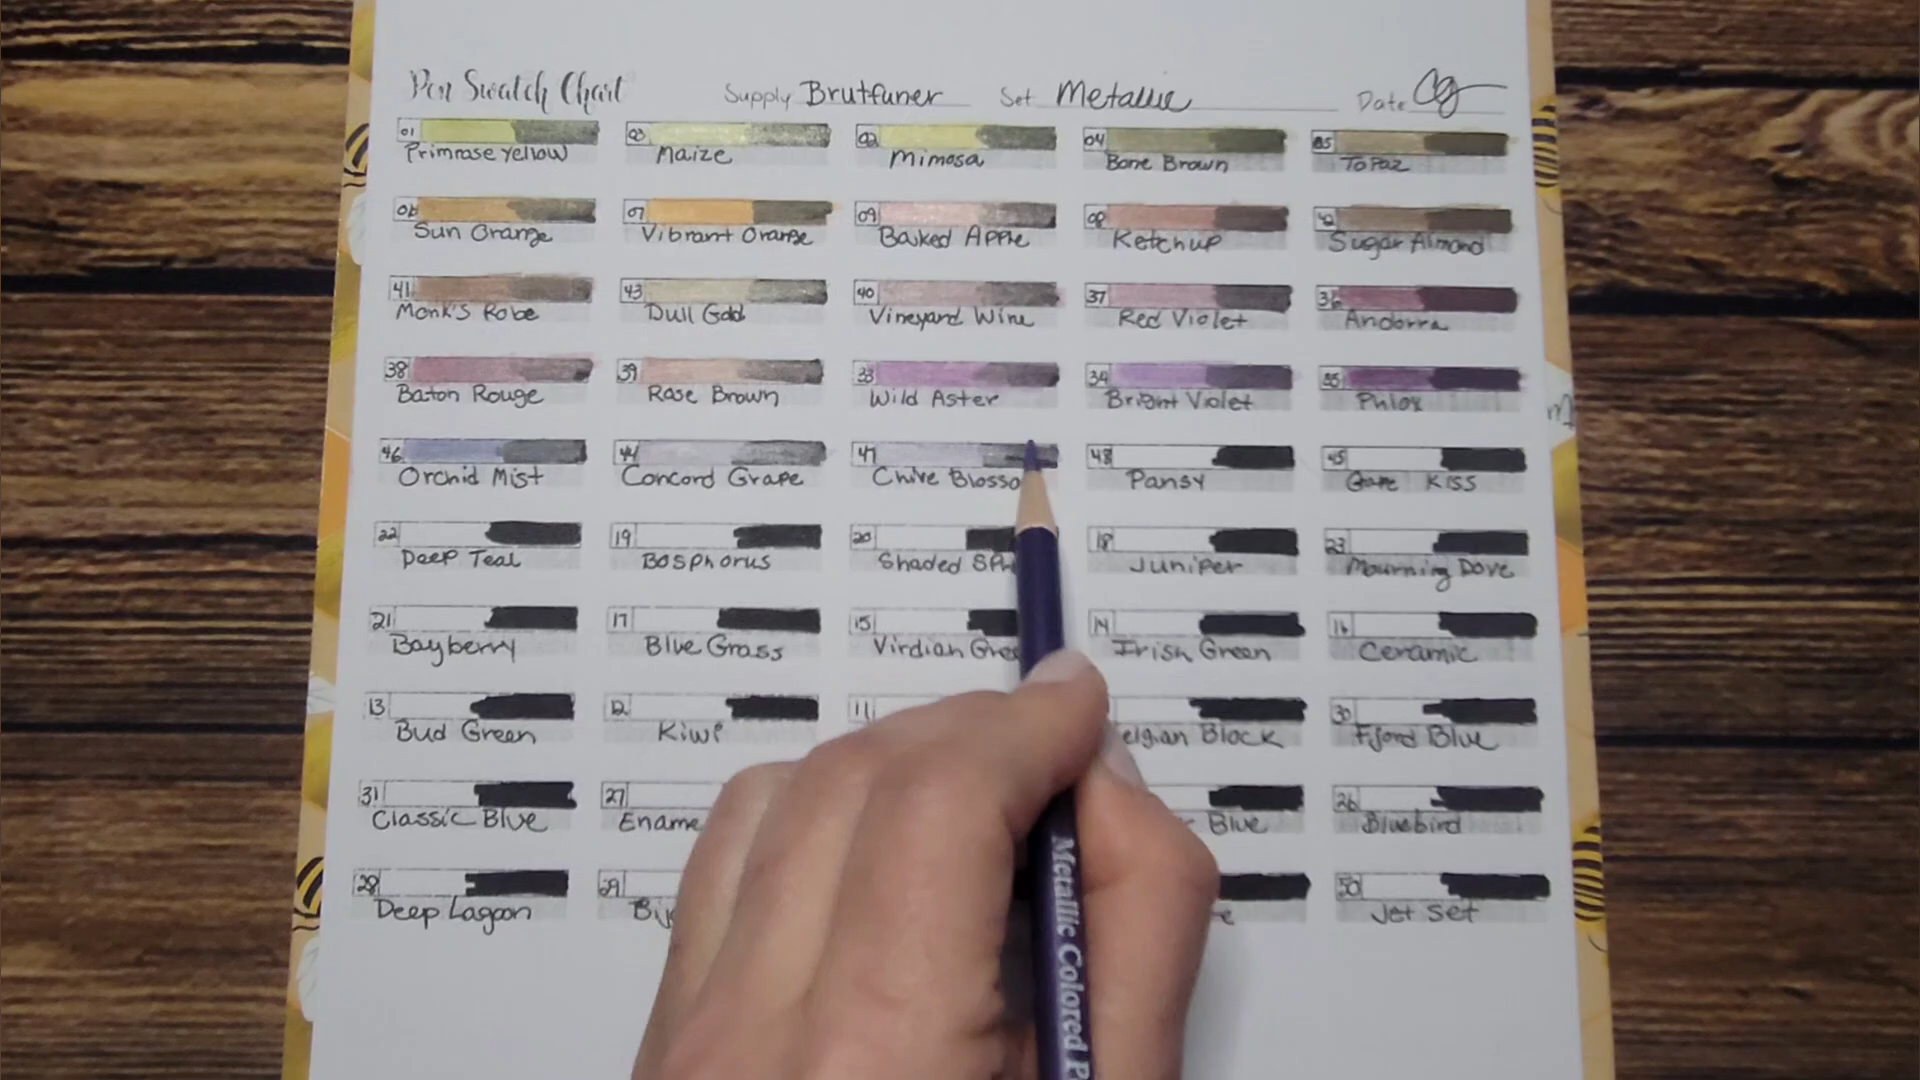 Pen Swatch Chart Supply Brutfuner Set Metallic Date
01 03 02 04 05
Primrose Yellow Maize Mimosa Bone Brown Topaz
06 07 09 08 42
Sun Orange Vibrant Orange Baked Apple Ketchup Sugar Almond
41 43 40 37 36
Monk's Robe Dull Gold Vineyard Wine Red Violet Andorra
38 39 33 34 35
Baton Rouge Rose Brown Wild Aster Bright Violet Phlox
46 44 47 48 45
Orchid Mist Concord Grape Chive Blosso Pansy Kiss
22 19 20 18 23
Deep Teal Bosphorus Shaded Juniper Mourning Dove
21 17 15 14 16
Bayberry Blue Grass Virdian Gree Irish Green Ceramic
13 12 11 30
Bud Green Kiwi elgian Block Fjord Blue
31 27 26
Classic Blue Ename Blue Bluebird
28 29 50
Deep Lagoon Jet Set
Metallic Colored P